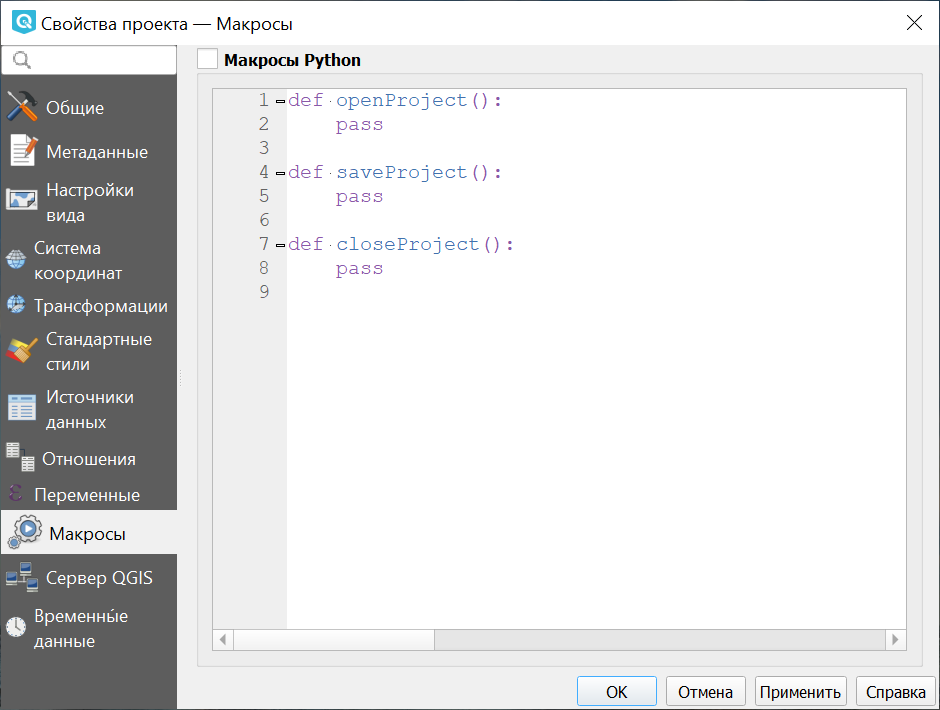 Свойства проекта — Макросы
Общие
Метаданные
Настройки
вида
Система
координат
Трансформации
Стандартные
стили
Источники
данных
Отношения
Переменные
Макросы
Сервер QGIS
Временны́е
данные
Макросы Python
1 def openProject():
2 pass
3
4 def saveProject():
5 pass
6
7 def closeProject():
8 pass
9
OK
Отмена
Применить
Справка